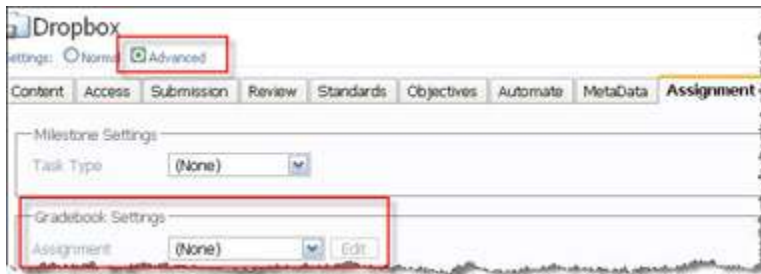 Dropbox
ettings: Normal Advanced
Content Access Submission Review Standards Objectives Automate MetaData Assignment
Milestone Settings
Task Type (None)
Gradebook Settings
Assignment (None) Edit